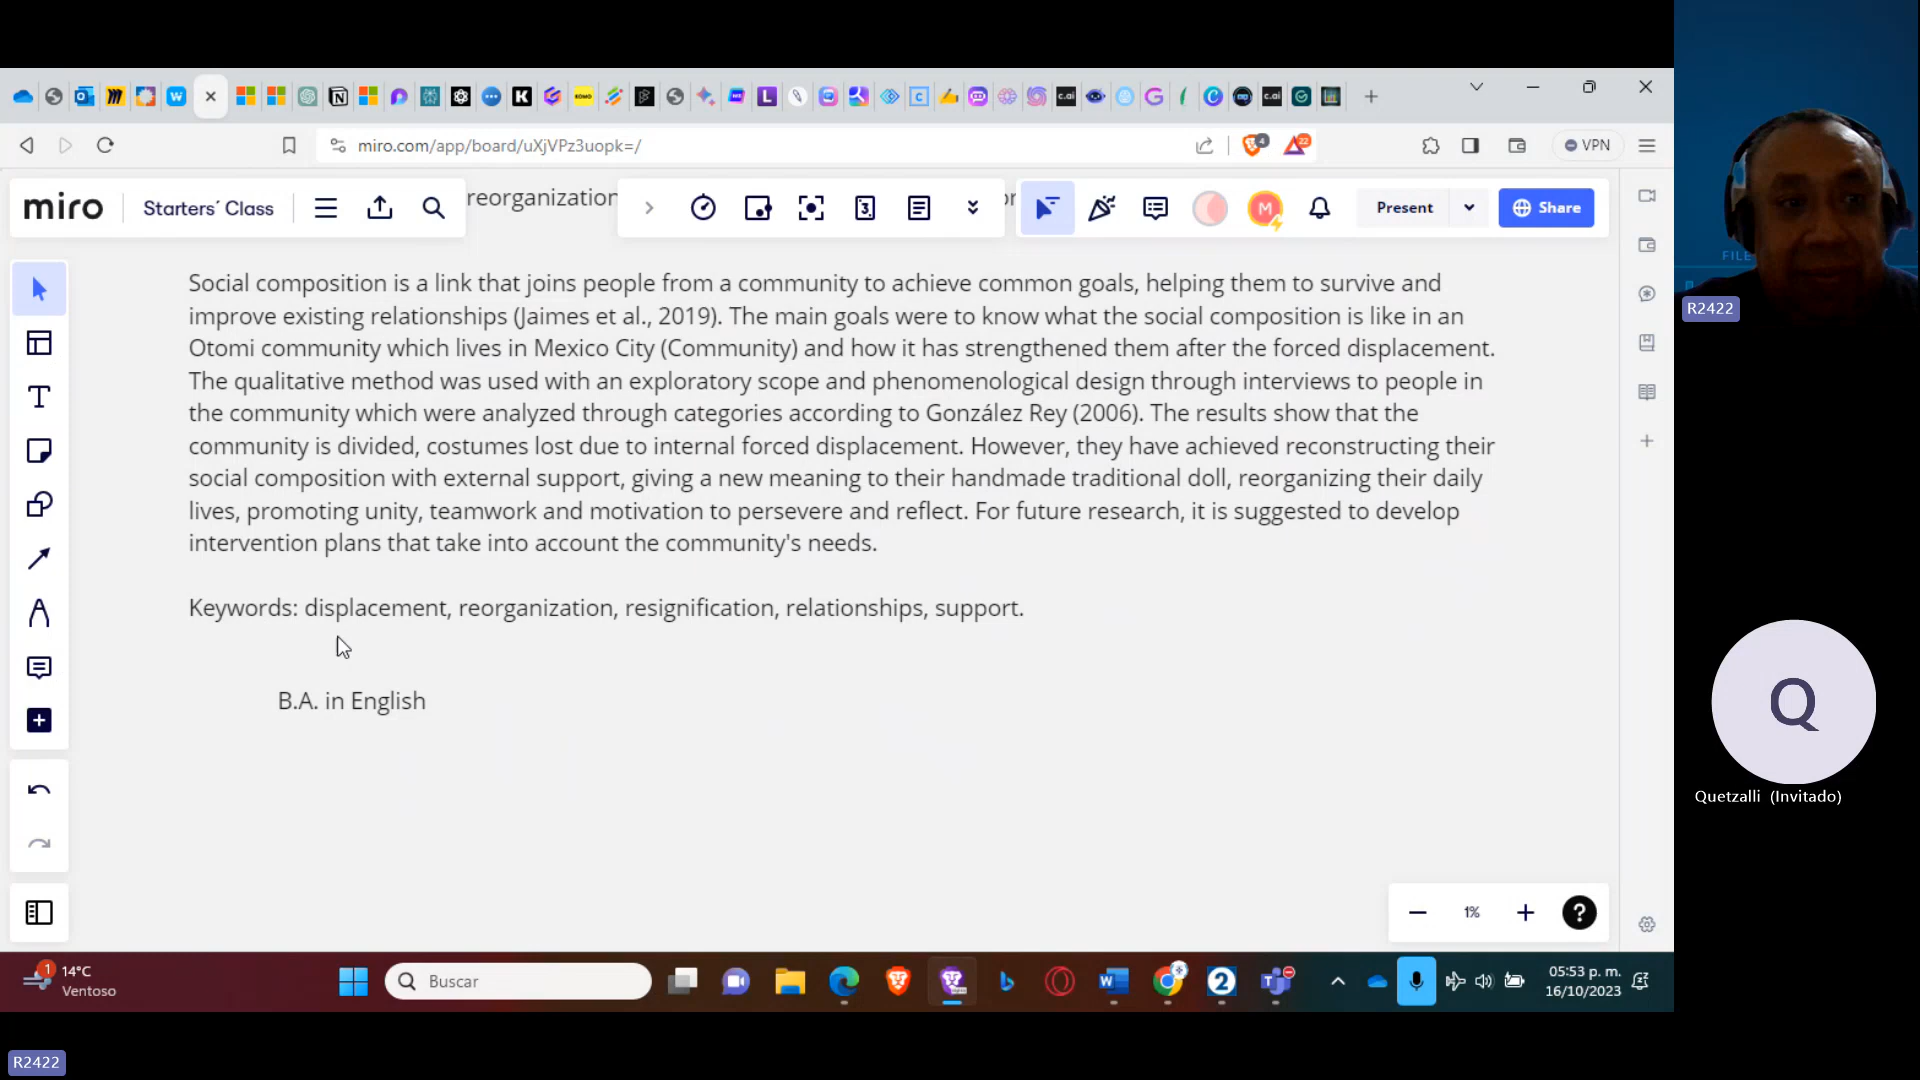 miro.com/app/board/uXjVPz3uopk=/
VPN
miro
Starters´ Class
reorganization
3
M
Present
Share
Social composition is a link that joins people from a community to achieve common goals, helping them to survive and
improve existing relationships (Jaimes et al., 2019). The main goals were to know what the social composition is like in an
Otomi community which lives in Mexico City (Community) and how it has strengthened them after the forced displacement.
The qualitative method was used with an exploratory scope and phenomenological design through interviews to people in
the community which were analyzed through categories according to González Rey (2006). The results show that the
community is divided, costumes lost due to internal forced displacement. However, they have achieved reconstructing their
social composition with external support, giving a new meaning to their handmade traditional doll, reorganizing their daily
lives, promoting unity, teamwork and motivation to persevere and reflect. For future research, it is suggested to develop
intervention plans that take into account the community's needs.
Keywords: displacement, reorganization, resignification, relationships, support.
B.A. in English
1%
?
1
14°C
Ventoso
Buscar
05:53 p. m.
16/10/2023
FILE
R2422
Q
Quetzalli (Invitado)
R2422